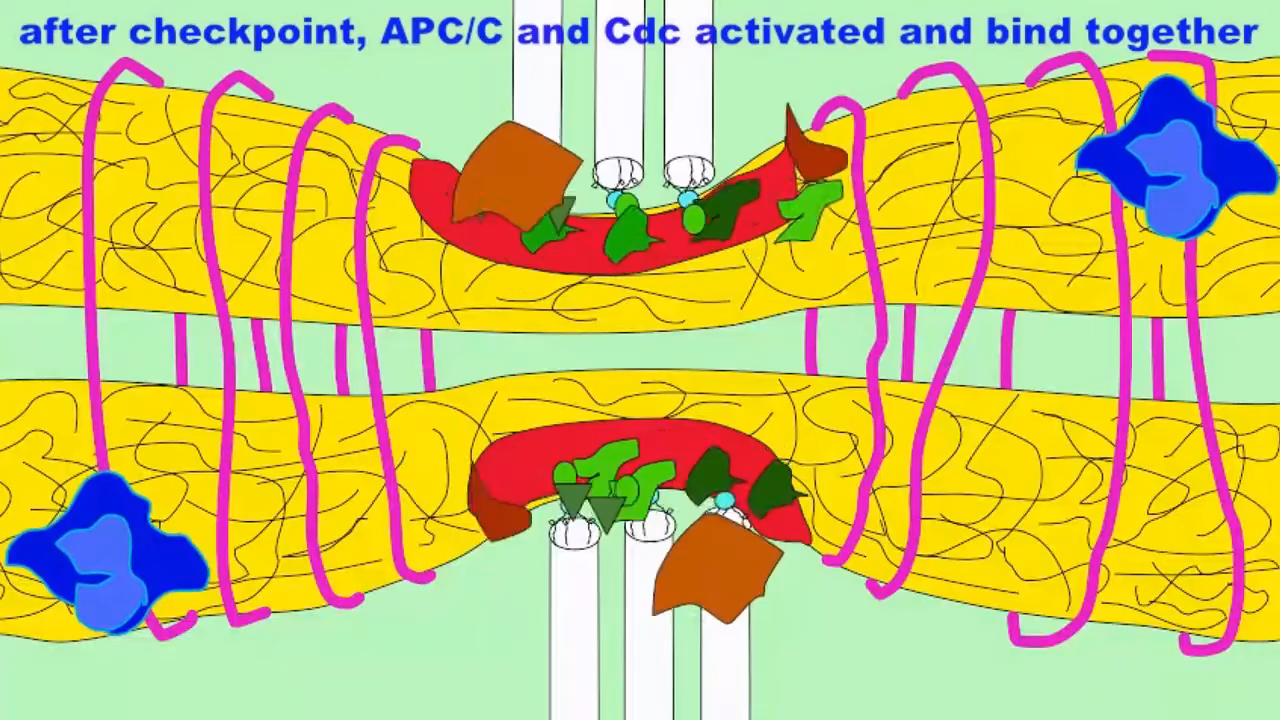 after checkpoint, APC/C and Cdc activated and bind together